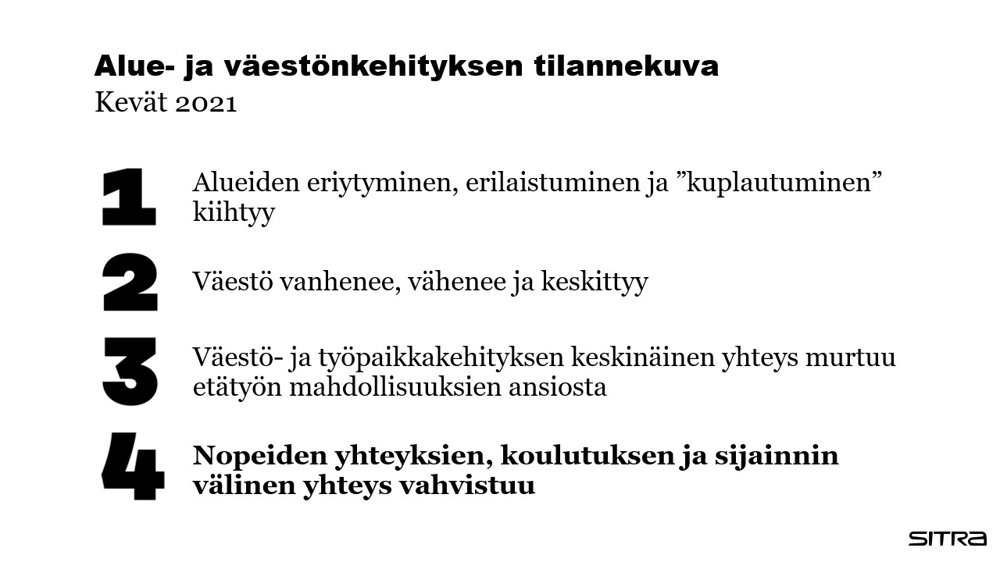 Alue- ja väestönkehityksen tilannekuva
Kevät 2021
1 Alueiden eriytyminen, erilaistuminen ja ”kuplautuminen”
kiihtyy
2 Väestö vanhenee, vähenee ja keskittyy
3 Väestö- ja työpaikkakehityksen keskinäinen yhteys murtuu
etätyön mahdollisuuksien ansiosta
4 Nopeiden yhteyksien, koulutuksen ja sijainnin
välinen yhteys vahvistuu
SITRA